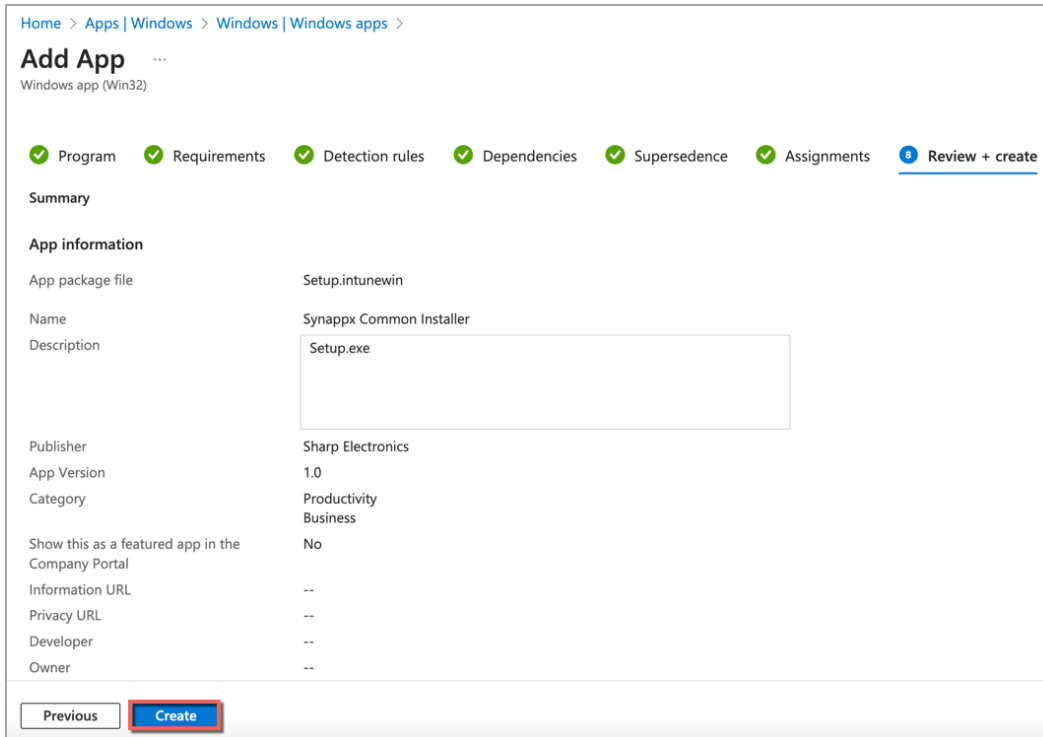 Home > Apps | Windows > Windows | Windows apps >
Add App ...
Windows app (Win32)
Program Requirements Detection rules Dependencies Supersedence Assignments 8 Review + create
Summary
App information
App package file Setup.intunewin
Name Synappx Common Installer
Description Setup.exe
Publisher Sharp Electronics
App Version 1.0
Category Productivity
Business
Show this as a featured app in the No
Company Portal
Information URL --
Privacy URL --
Developer --
Owner --
Previous Create